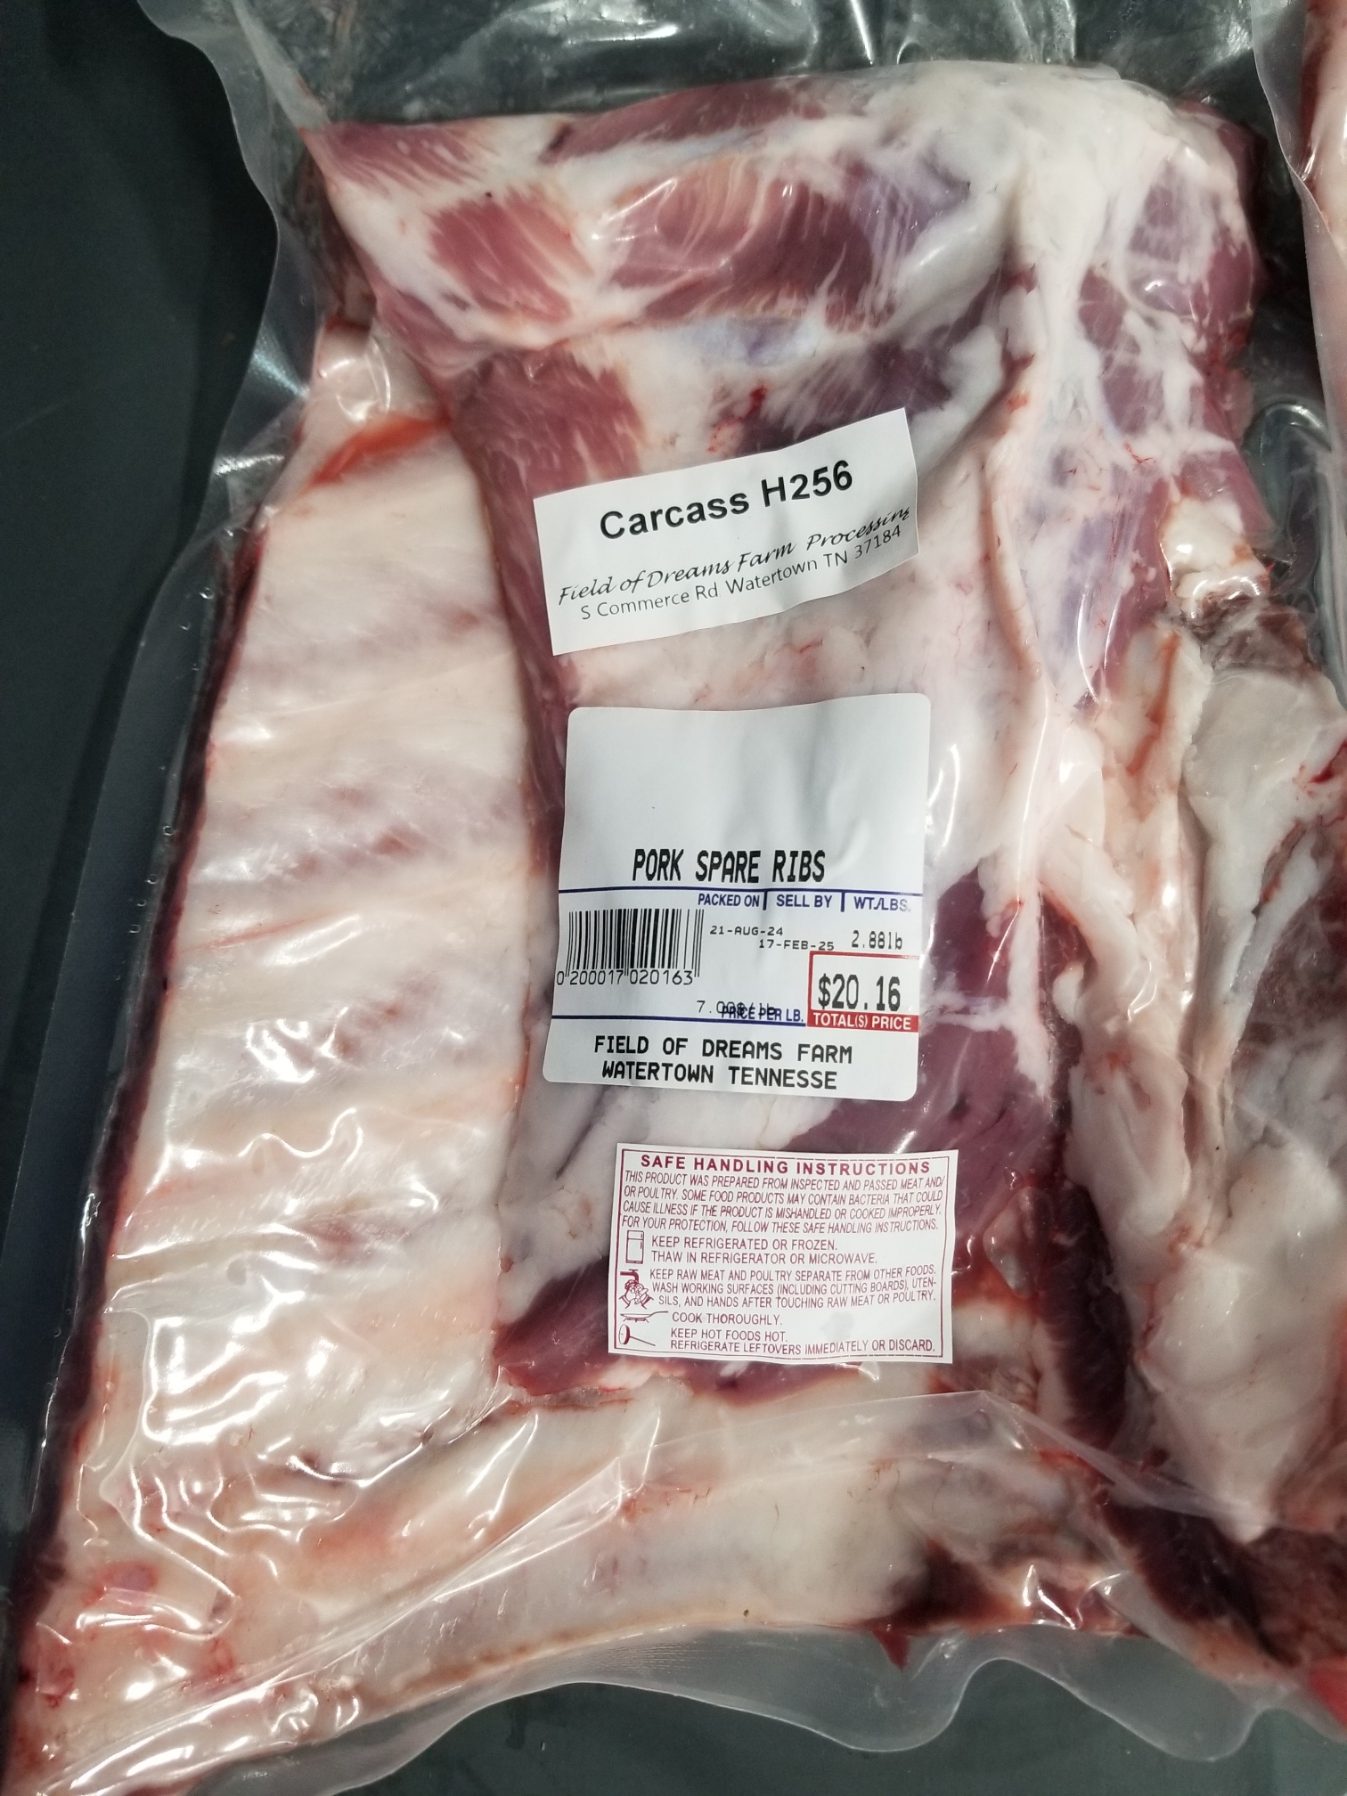 Carcass H256
Field of Dreams Farm Processing
S Commerce Rd Watertown TN 37184
PORK SPARE RIBS
PACKED ON SELL BY WT./LBS.
21-AUG-24
17-FEB-25 2.88lb
0 200017 020163
$20.16
PRICE PER LB.
TOTAL(S) PRICE
FIELD OF DREAMS FARM
WATERTOWN TENNESSE
SAFE HANDLING INSTRUCTIONS
THIS PRODUCT WAS PREPARED FROM INSPECTED AND PASSED MEAT AND/
OR POULTRY. SOME FOOD PRODUCTS MAY CONTAIN BACTERIA THAT COULD
CAUSE ILLNESS IF THE PRODUCT IS MISHANDLED OR COOKED IMPROPERLY.
FOR YOUR PROTECTION, FOLLOW THESE SAFE HANDLING INSTRUCTIONS.
KEEP REFRIGERATED OR FROZEN.
THAW IN REFRIGERATOR OR MICROWAVE.
KEEP RAW MEAT AND POULTRY SEPARATE FROM OTHER FOODS.
WASH WORKING SURFACES (INCLUDING CUTTING BOARDS), UTEN-
SILS, AND HANDS AFTER TOUCHING RAW MEAT OR POULTRY.
COOK THOROUGHLY.
KEEP HOT FOODS HOT.
REFRIGERATE LEFTOVERS IMMEDIATELY OR DISCARD.